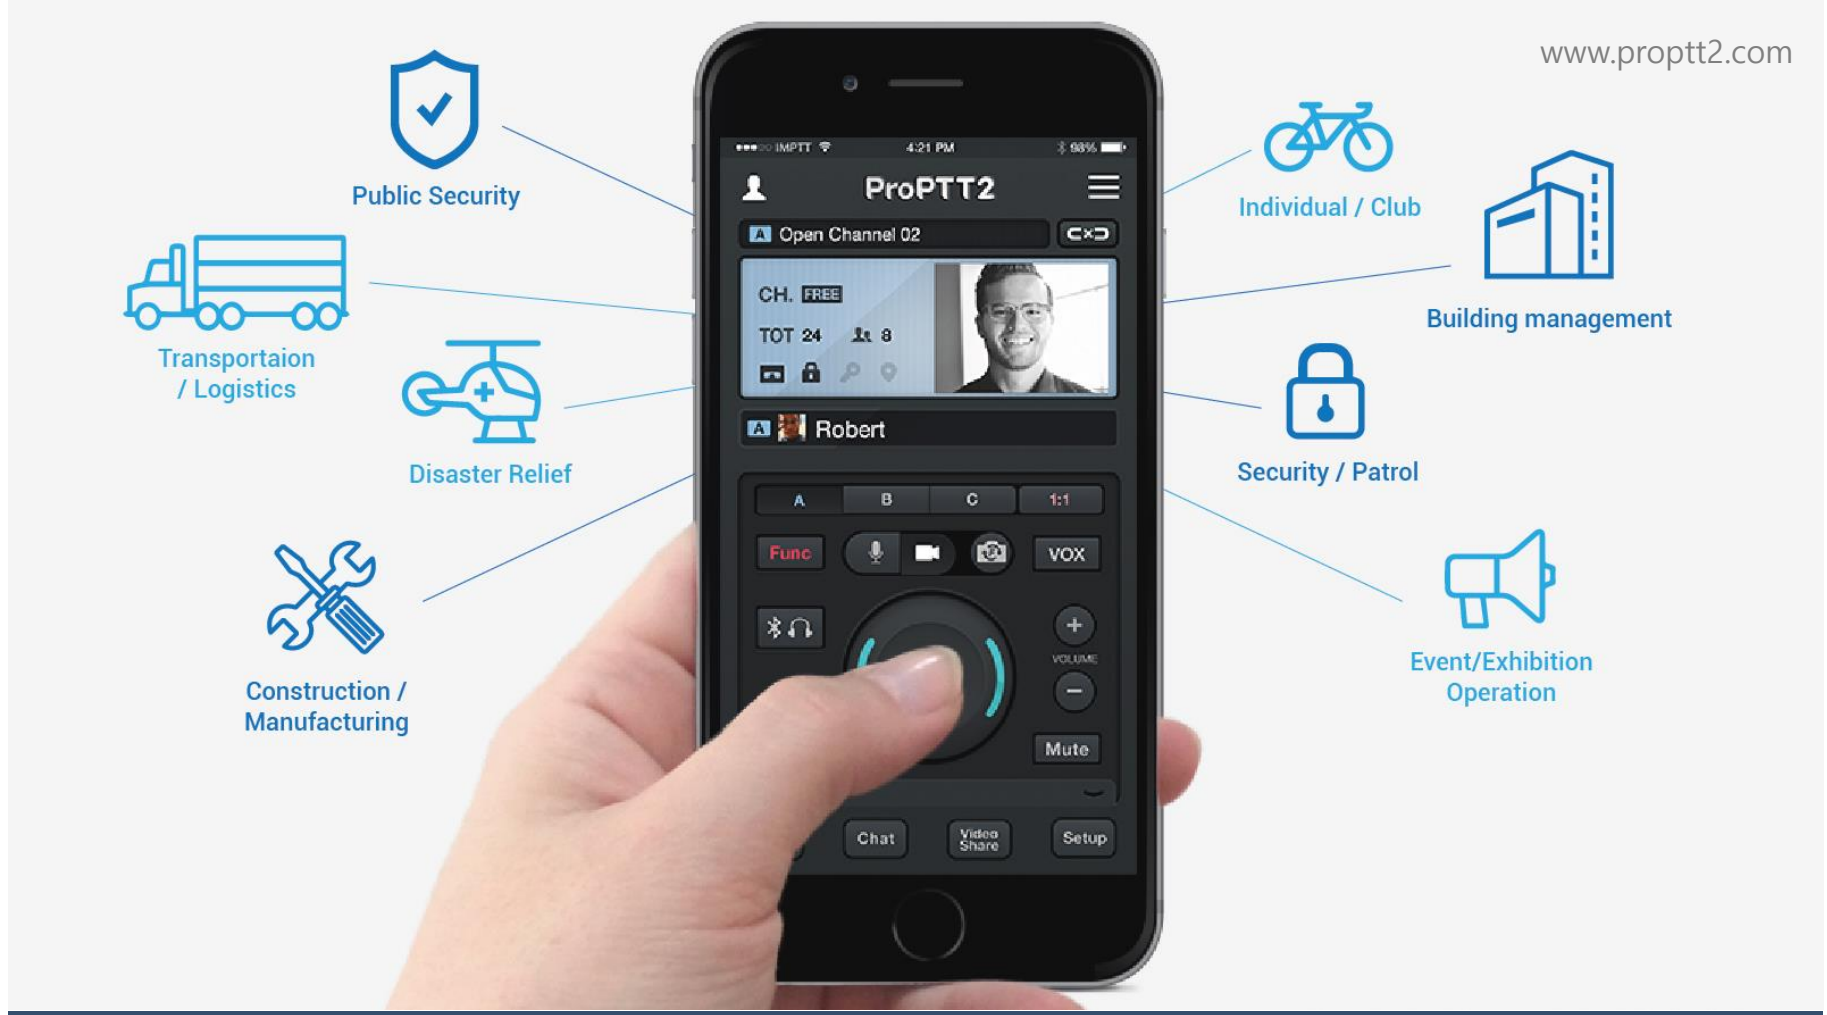 www.proptt2.com
Public Security
Transportaion
/ Logistics
Disaster Relief
Construction /
Manufacturing
IMPTT 4:21 PM 98%
ProPTT2
A Open Channel 02
CH. FREE
TOT 24 8
A Robert
A B C 1:1
Func VOX
+
VOLUME
−
Mute
Chat Video Share Setup
Individual / Club
Building management
Security / Patrol
Event/Exhibition
Operation